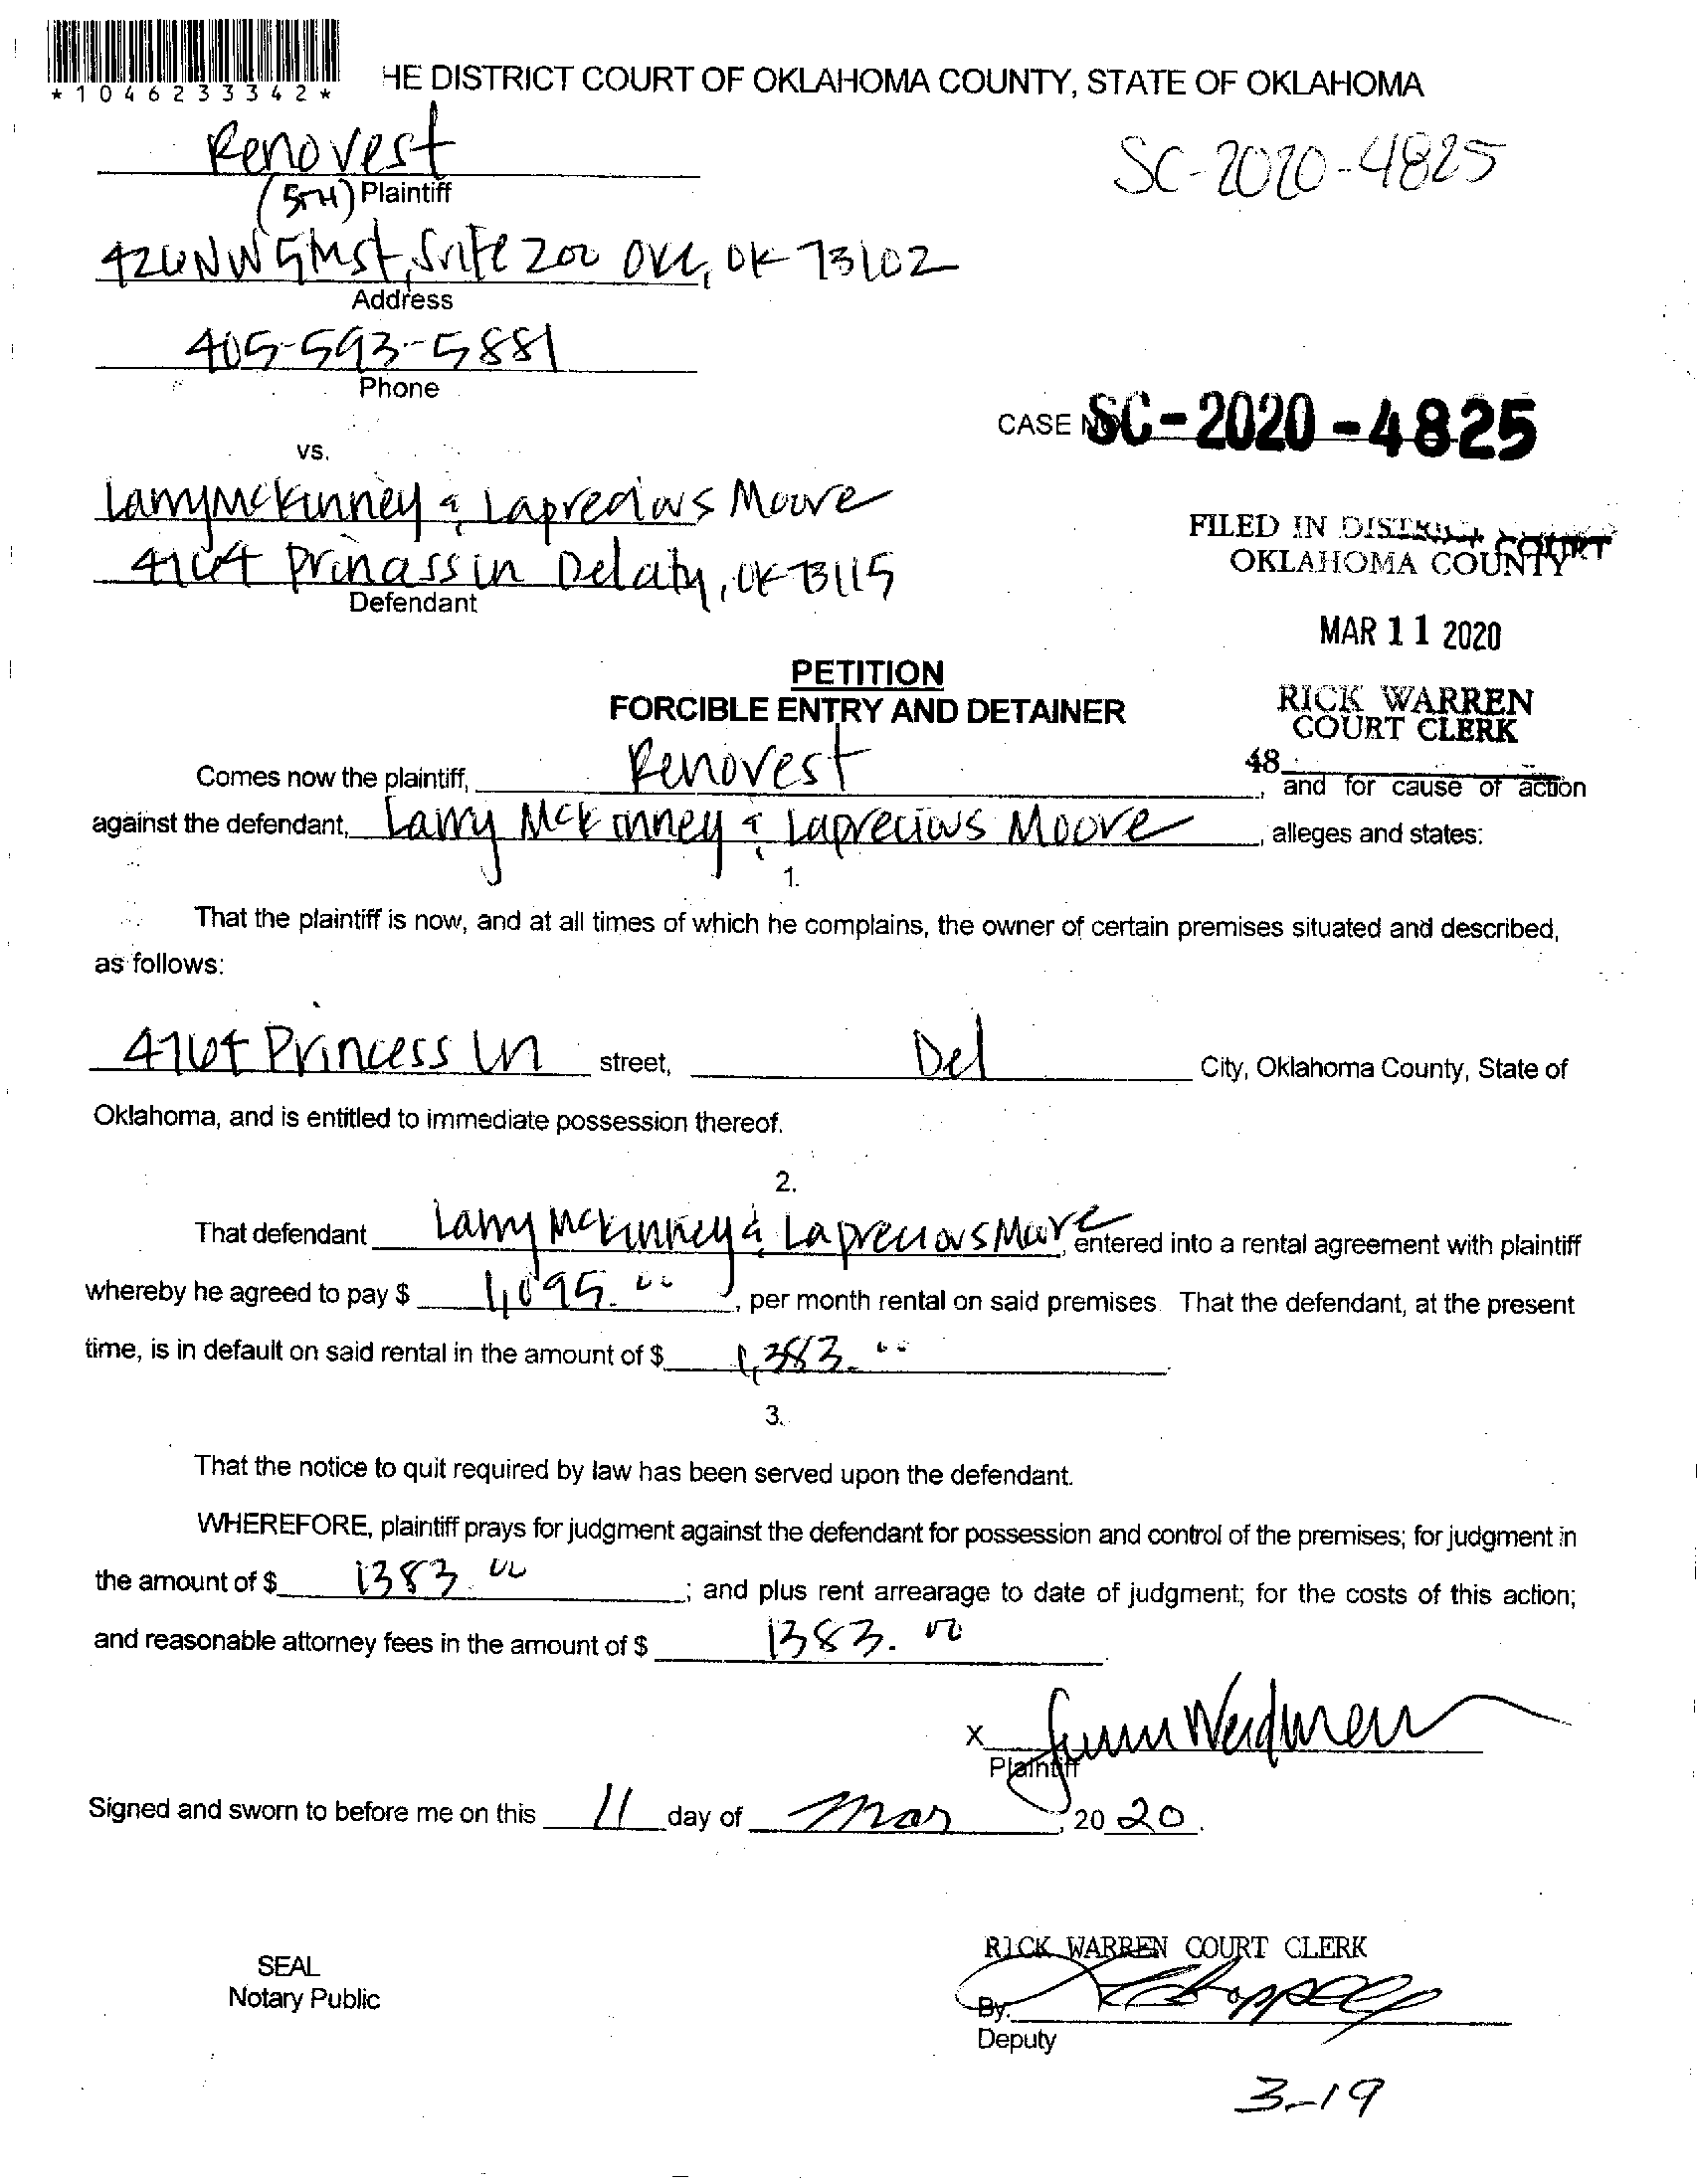 *1046233342*
HE DISTRICT COURT OF OKLAHOMA COUNTY, STATE OF OKLAHOMA
Renovest
SC-2020-4825
(5TH) Plaintiff
NW 5th st, Suite 200 OKC, OK 73102
Address
405-593-5881
Phone
CASE NO. SC-2020-4825
vs.
Larry McKinney & Laprecious Moore
Princess Ln Del city, OK 73115
Defendant
FILED IN DISTRICT COURT
OKLAHOMA COUNTY
MAR 11 2020
PETITION
FORCIBLE ENTRY AND DETAINER
RICK WARREN
COURT CLERK
48
Comes now the plaintiff, Renovest, and for cause of action
against the defendant, Larry McKinney & Laprecious Moore, alleges and states:
1.
That the plaintiff is now, and at all times of which he complains, the owner of certain premises situated and described,
as follows:
Princess Ln street, Del City, Oklahoma County, State of
Oklahoma, and is entitled to immediate possession thereof.
2.
That defendant Larry McKinney & Laprecious Moore, entered into a rental agreement with plaintiff
whereby he agreed to pay $ 1,095.00, per month rental on said premises. That the defendant, at the present
time, is in default on said rental in the amount of $ 1,383.00.
3.
That the notice to quit required by law has been served upon the defendant.
WHEREFORE, plaintiff prays for judgment against the defendant for possession and control of the premises; for judgment in
the amount of $ 1383.00; and plus rent arrearage to date of judgment; for the costs of this action;
and reasonable attorney fees in the amount of $ 1383.00.
X
Plaintiff
Signed and sworn to before me on this 11 day of Mar, 2020.
RICK WARREN COURT CLERK
SEAL
Notary Public
By:
Deputy
3-19